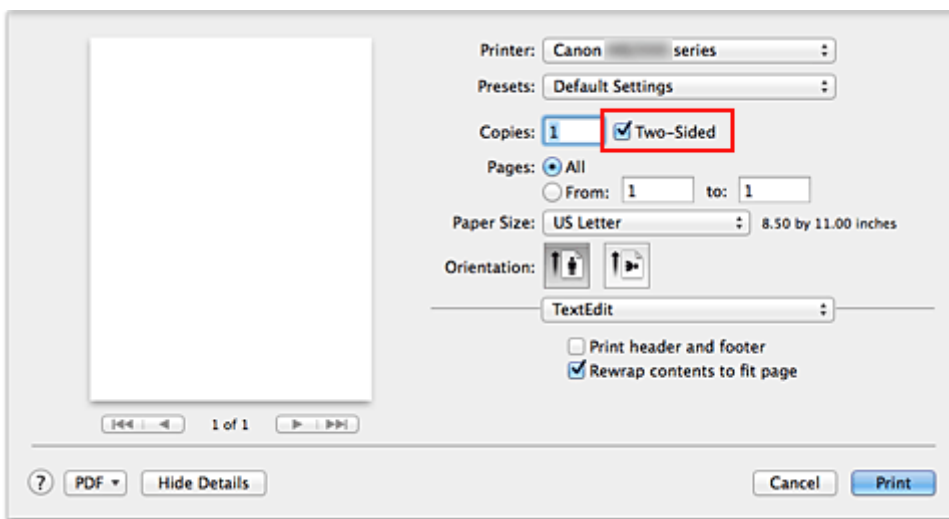 Printer: Canon series
Presets: Default Settings
Copies: 1 Two-Sided
Pages: All
From: 1 to: 1
Paper Size: US Letter 8.50 by 11.00 inches
Orientation:
TextEdit
Print header and footer
Rewrap contents to fit page
1 of 1
? PDF Hide Details Cancel Print